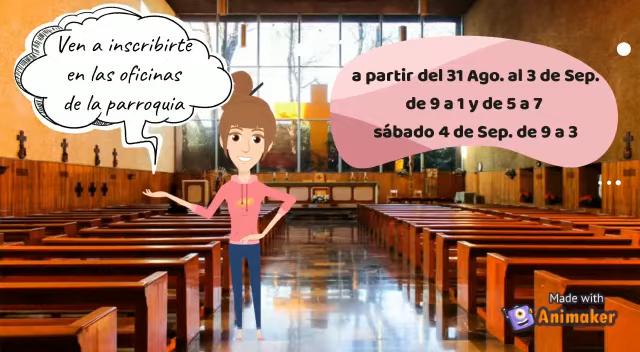 Ven a inscribirte
en las oficinas
de la parroquia
a partir del 31 Ago. al 3 de Sep.
de 9 a 1 y de 5 a 7
sábado 4 de Sep. de 9 a 3
Made with
Animaker